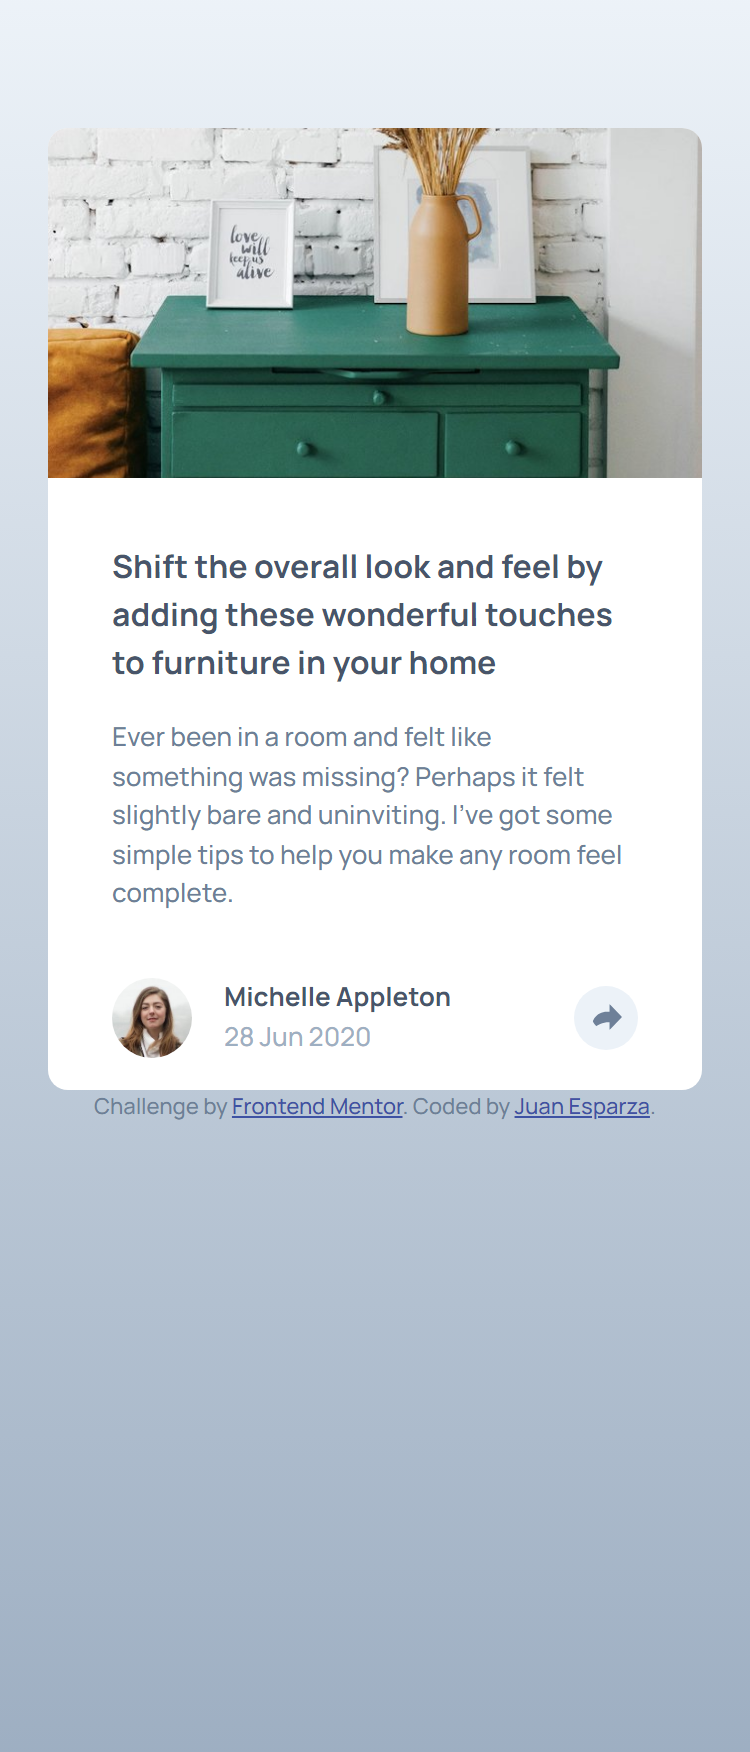 love
will
keep us
alive
Shift the overall look and feel by
adding these wonderful touches
to furniture in your home
Ever been in a room and felt like
something was missing? Perhaps it felt
slightly bare and uninviting. I’ve got some
simple tips to help you make any room feel
complete.
Michelle Appleton
28 Jun 2020
Challenge by Frontend Mentor. Coded by Juan Esparza.